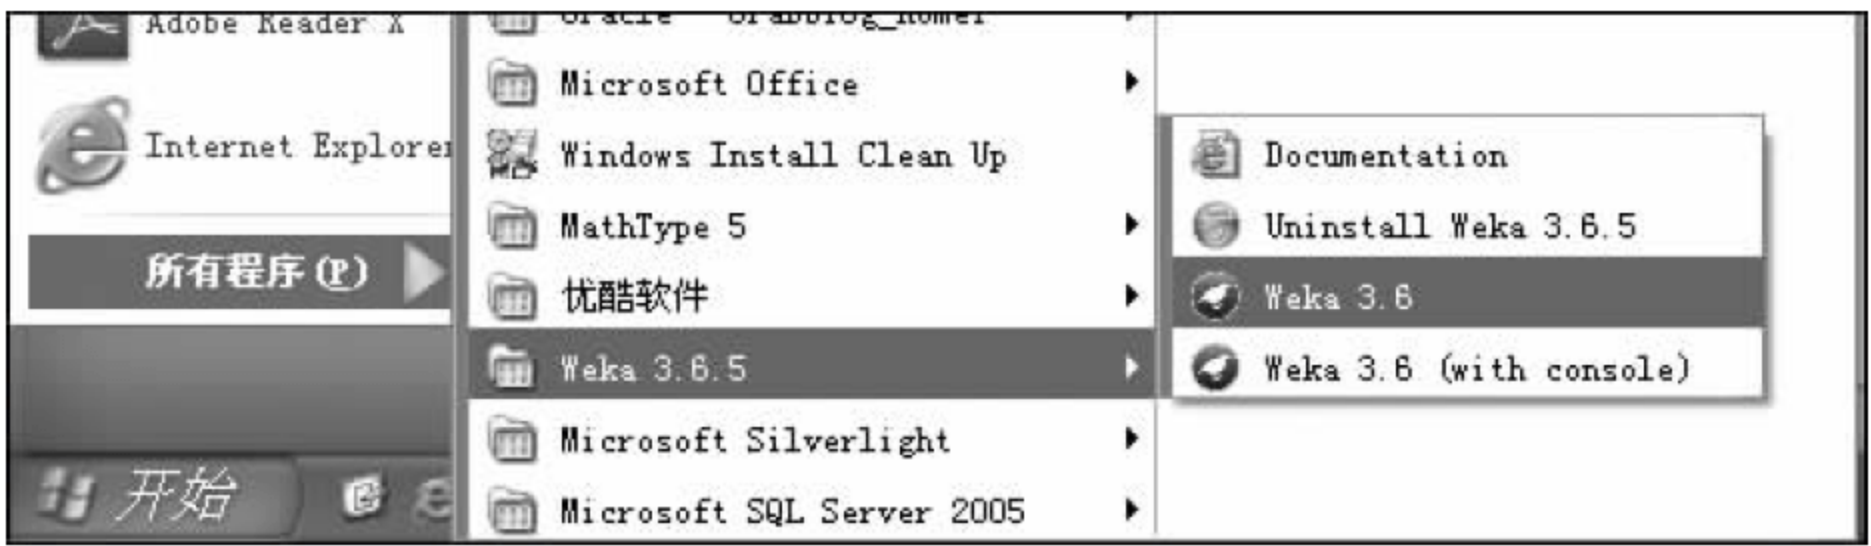 Adobe Reader X
Internet Explorer
所有程序(P)
开始
Oracle - OraDb10g_home1
Microsoft Office
Windows Install Clean Up
MathType 5
优酷软件
Weka 3.6.5
Microsoft Silverlight
Microsoft SQL Server 2005
Documentation
Uninstall Weka 3.6.5
Weka 3.6
Weka 3.6 (with console)